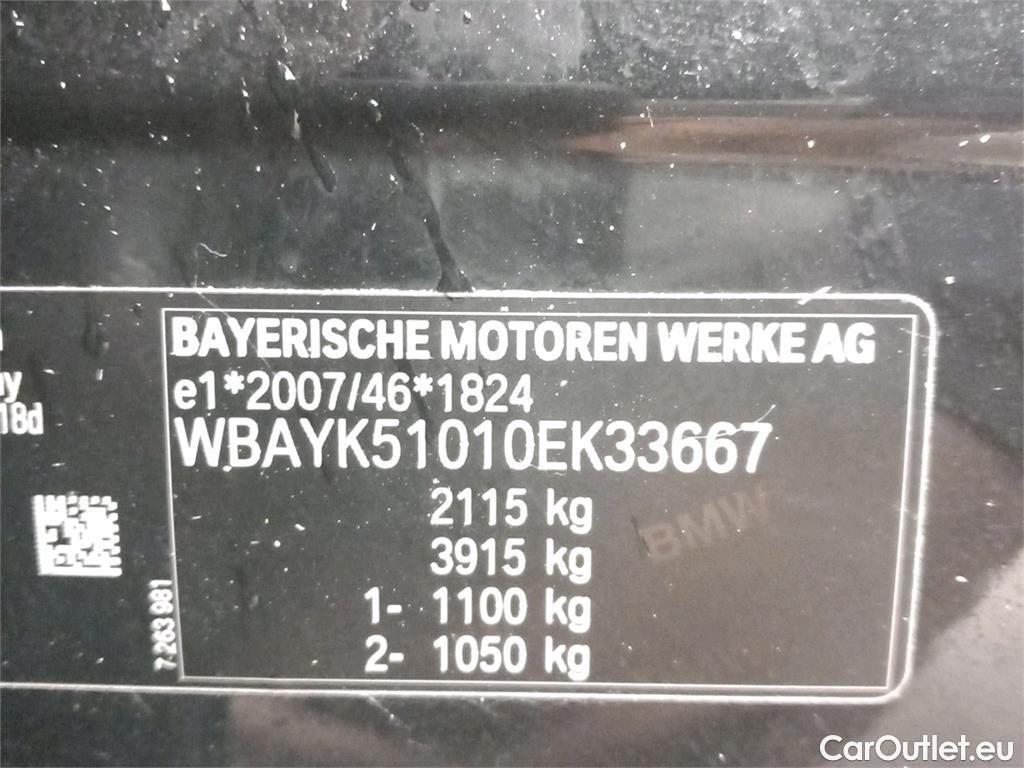 BAYERISCHE MOTOREN WERKE AG
e1*2007/46*1824
WBAYK51010EK33667
18d
2115 kg
3915 kg
1- 1100 kg
2- 1050 kg
BMW
7 263 981
CarOutlet.eu